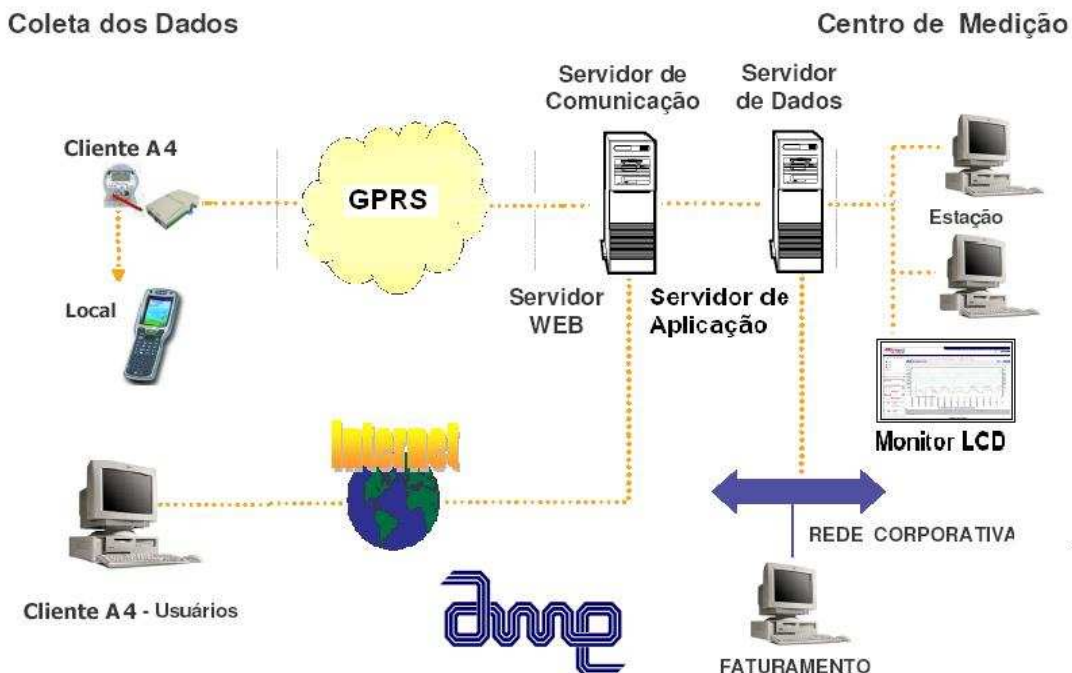 Coleta dos Dados
Centro de Medição
Servidor de
Comunicação
Servidor
de Dados
Cliente A4
GPRS
Estação
Local
Servidor
WEB
Servidor de
Aplicação
Monitor LCD
Internet
REDE CORPORATIVA
Cliente A4 - Usuários
dmp
FATURAMENTO